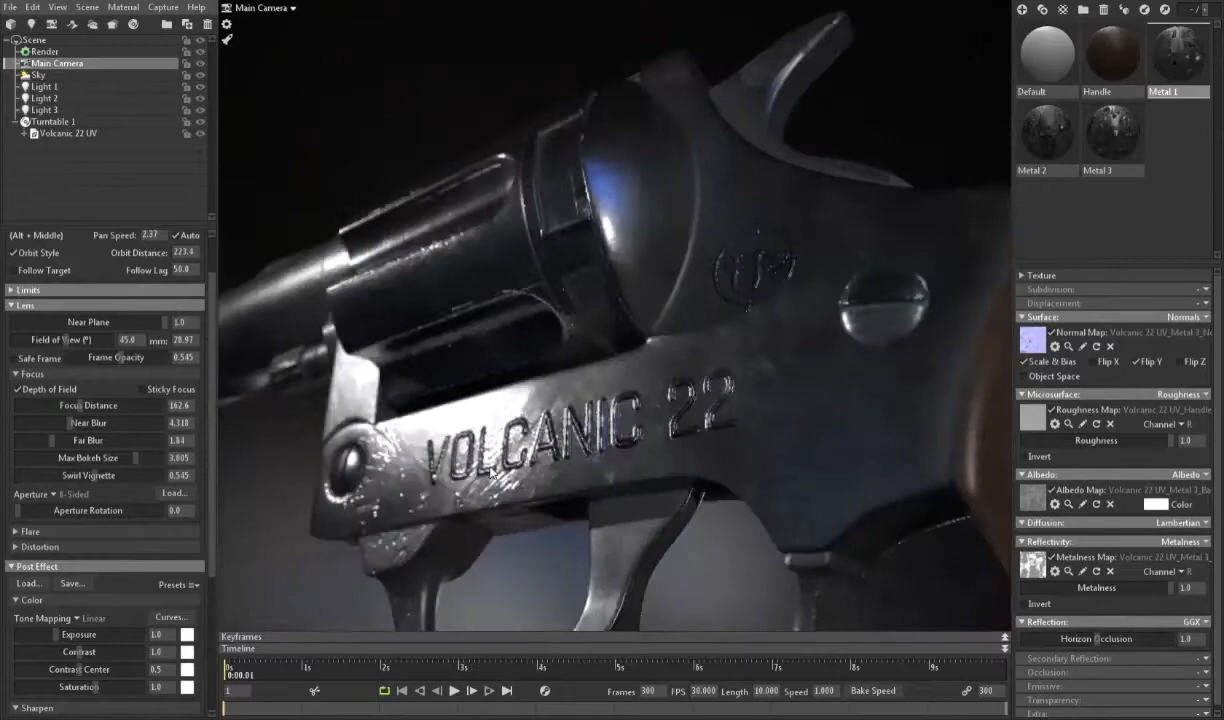 File Edit View Scene Material Capture Help
Scene
Render
Main Camera
Sky
Light 1
Light 2
Light 3
Turntable 1
Volcanic 22 UV
(Alt + Middle) Pan Speed: 2.37 Auto
Orbit Style Orbit Distance: 223.4
Follow Target Follow Lag 50.0
Limits
Lens
Near Plane 1.0
Field of View (°) 45.0 mm: 28.97
Safe Frame Frame Opacity 0.545
Focus
Depth of Field Sticky Focus
Focus Distance 162.6
Near Blur 4.318
Far Blur 1.84
Max Bokeh Size 3.005
Swirl Vignette 0.545
Aperture 8-Sided Load...
Aperture Rotation 0.0
Flare
Distortion
Post Effect
Load... Save... Presets
Color
Tone Mapping Linear Curves...
Exposure 1.0
Contrast 1.0
Contrast Center 0.5
Saturation 1.0
Sharpen
Main Camera
VOLCANIC 22
Keyframes
Timeline
0s 1s 2s 3s 4s 5s 6s 7s 8s 9s
0:00.01
1 Frames 300 FPS 30.000 Length 10.000 Speed 1.000 Bake Speed 300
Default Handle Metal 1
Metal 2 Metal 3
Texture
Subdivision:
Displacement:
Surface: Normals
Normal Map: Volcanic 22 UV_Metal 3_No
Scale & Bias Flip X Flip Y Flip Z
Object Space
Microsurface: Roughness
Roughness Map: Volcanic 22 UV_Handle
Channel R
Roughness 1.0
Invert
Albedo: Albedo
Albedo Map: Volcanic 22 UV_Metal 3_Ba
Color
Diffusion: Lambertian
Reflectivity: Metalness
Metalness Map: Volcanic 22 UV_Metal 3_
Channel R
Metalness 1.0
Invert
Reflection: GGX
Horizon Occlusion 1.0
Secondary Reflection:
Occlusion:
Emissive:
Transparency:
Extra: